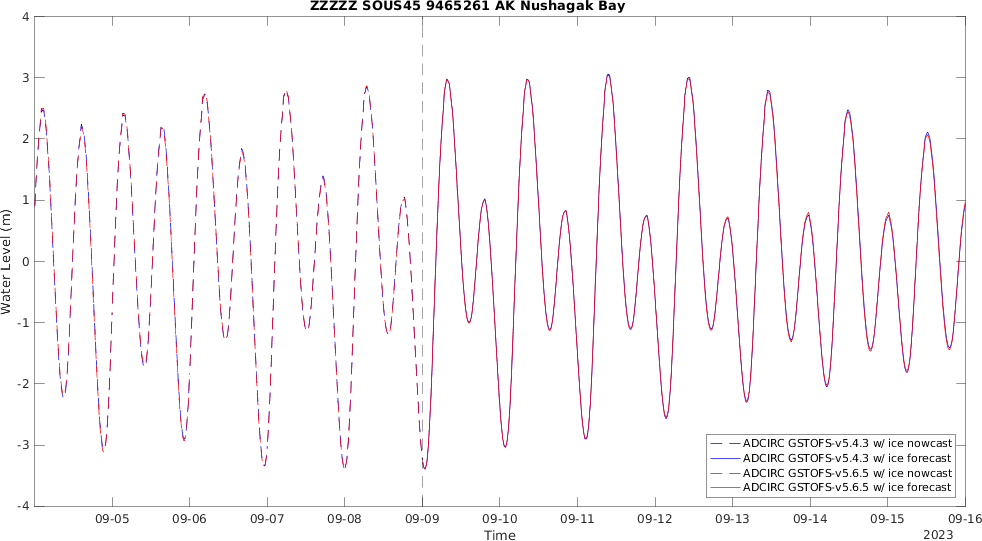 ZZZZZ SOUS45 9465261 AK Nushagak Bay
4
3
2
1
0
-1
-2
-3
-4
Water Level (m)
ADCIRC GSTOFS-v5.4.3 w/ ice nowcast
ADCIRC GSTOFS-v5.4.3 w/ ice forecast
ADCIRC GSTOFS-v5.6.5 w/ ice nowcast
ADCIRC GSTOFS-v5.6.5 w/ ice forecast
09-05 09-06 09-07 09-08 09-09 09-10 09-11 09-12 09-13 09-14 09-15 09-16
Time
2023